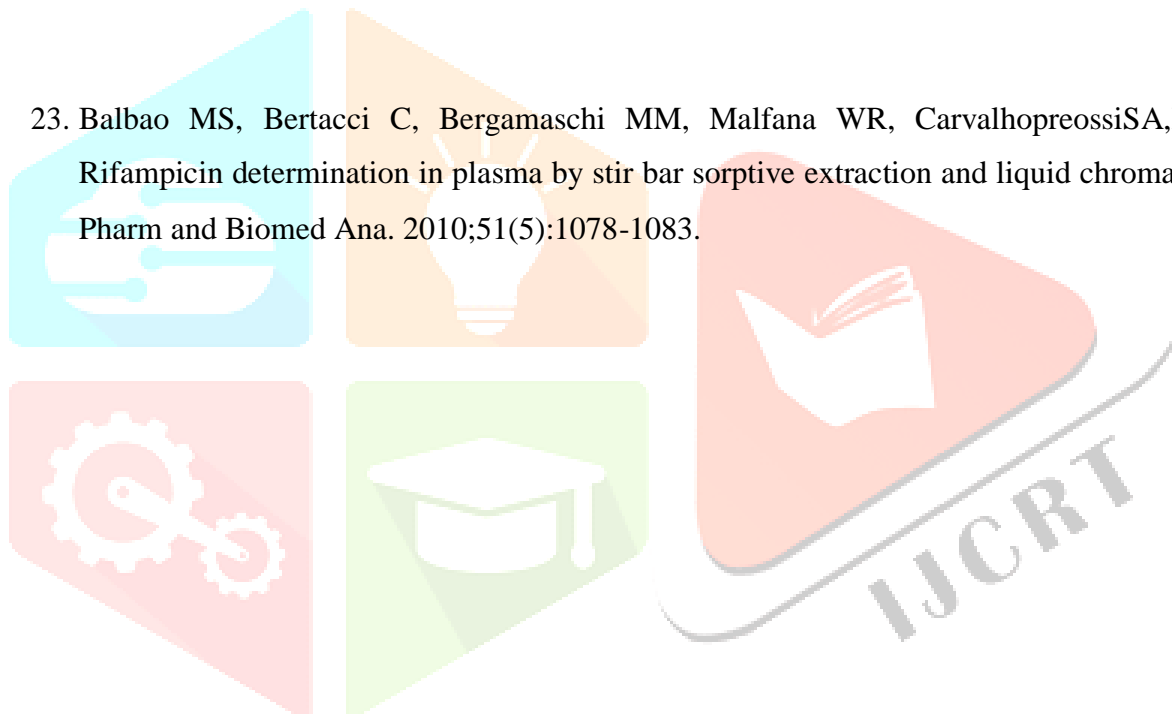 23. Balbao MS, Bertacci C, Bergamaschi MM, Malfana WR, CarvalhopreossiSA,
Rifampicin determination in plasma by stir bar sorptive extraction and liquid chroma
Pharm and Biomed Ana. 2010;51(5):1078-1083.
IJCRT